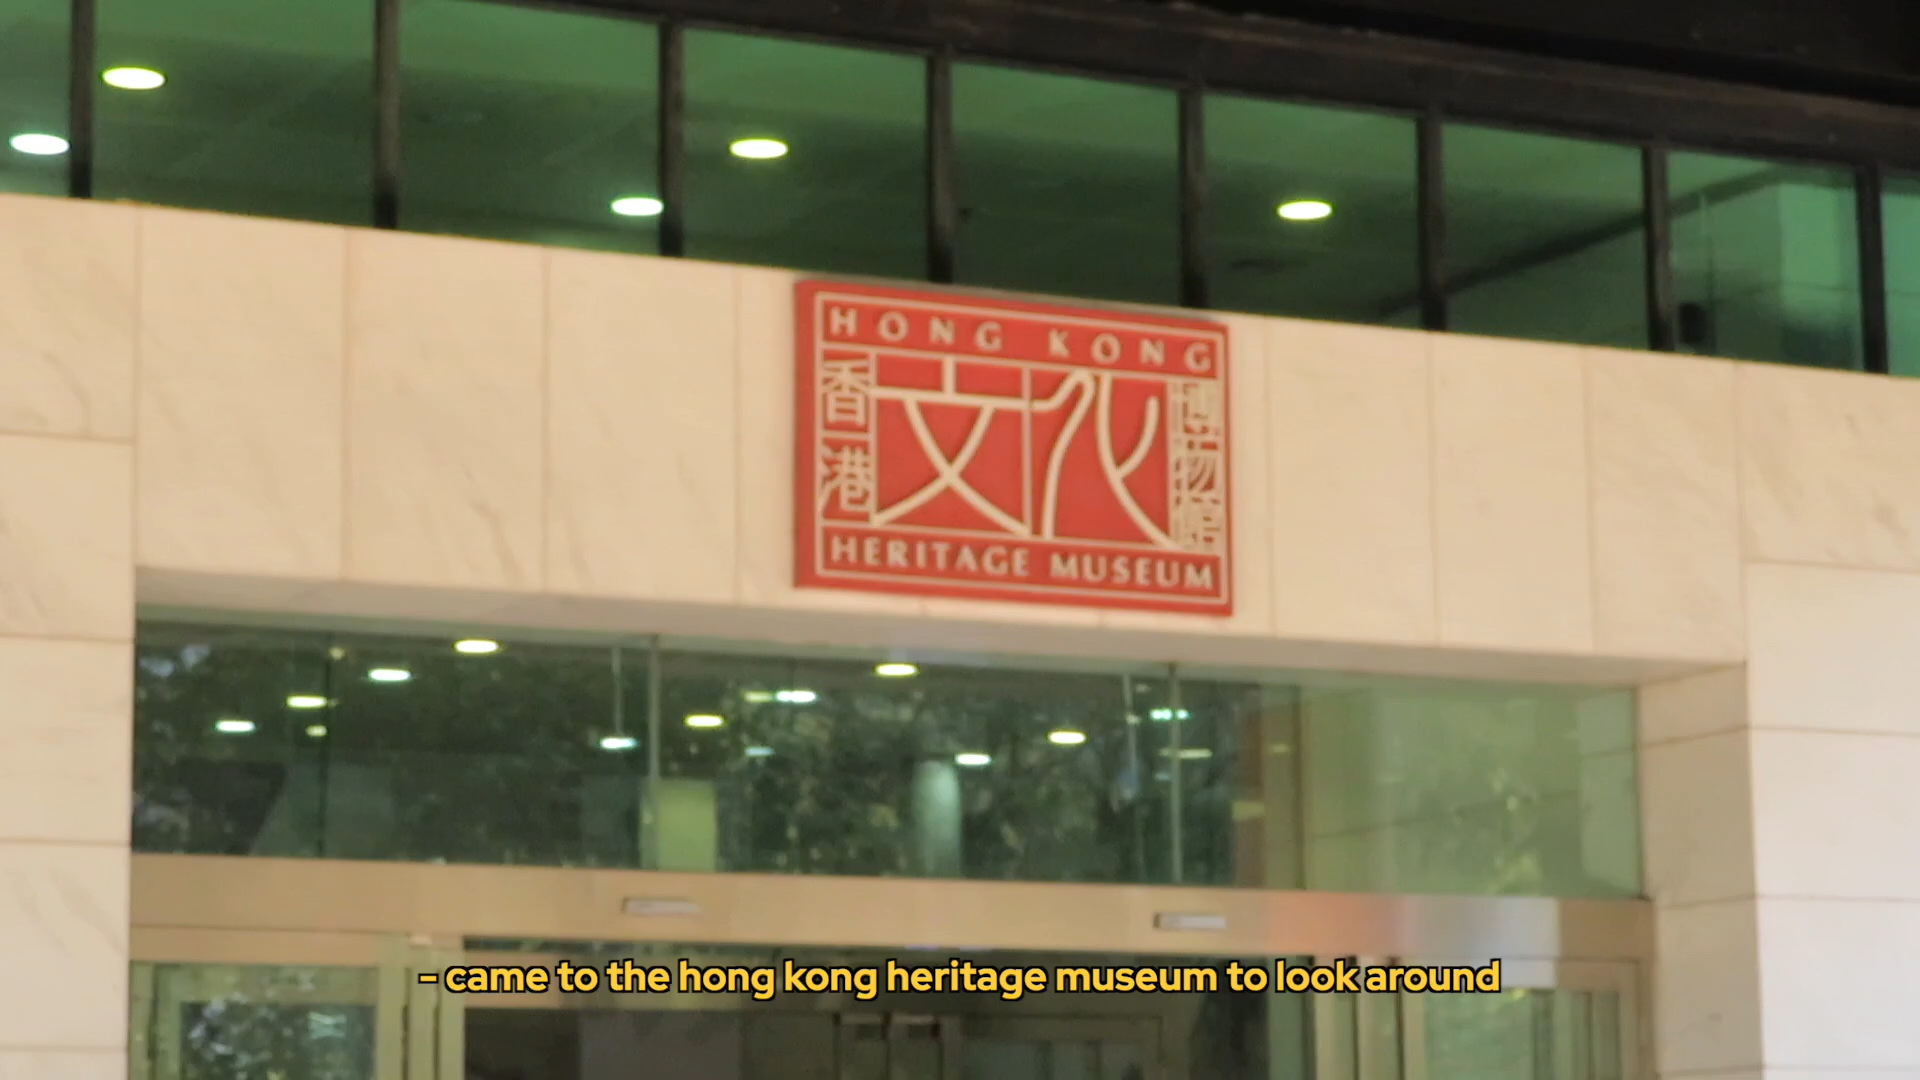 HONG KONG
香港
文化
博物館
HERITAGE MUSEUM
- came to the hong kong heritage museum to look around